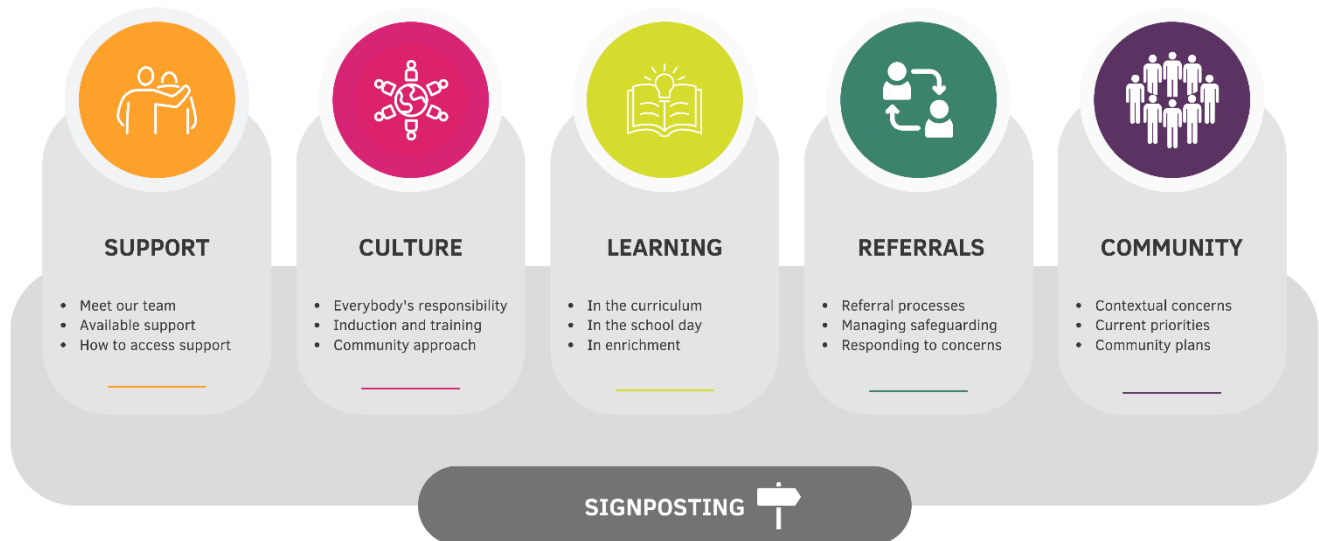 SUPPORT
• Meet our team
• Available support
• How to access support
CULTURE
• Everybody's responsibility
• Induction and training
• Community approach
LEARNING
• In the curriculum
• In the school day
• In enrichment
REFERRALS
• Referral processes
• Managing safeguarding
• Responding to concerns
COMMUNITY
• Contextual concerns
• Current priorities
• Community plans
SIGNPOSTING